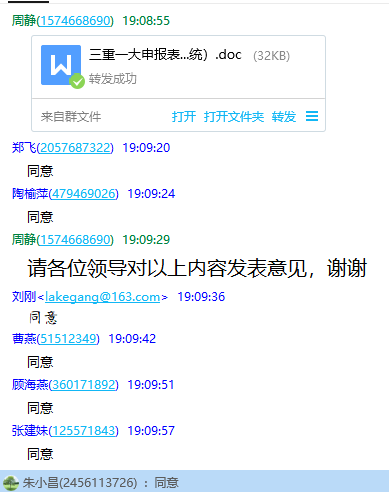 周静(1574668690) 19:08:55
三重一大申报表...统）.doc (32KB)
转发成功
来自群文件 打开 打开文件夹 转发
郑飞(2057687322) 19:09:20
同意
陶榆萍(479469026) 19:09:24
同意
周静(1574668690) 19:09:29
请各位领导对以上内容发表意见，谢谢
刘刚<lakegang@163.com> 19:09:36
同意
曹燕(51512349) 19:09:42
同意
顾海燕(360171892) 19:09:51
同意
张建妹(125571843) 19:09:57
同意
朱小昌(2456113726) ：同意